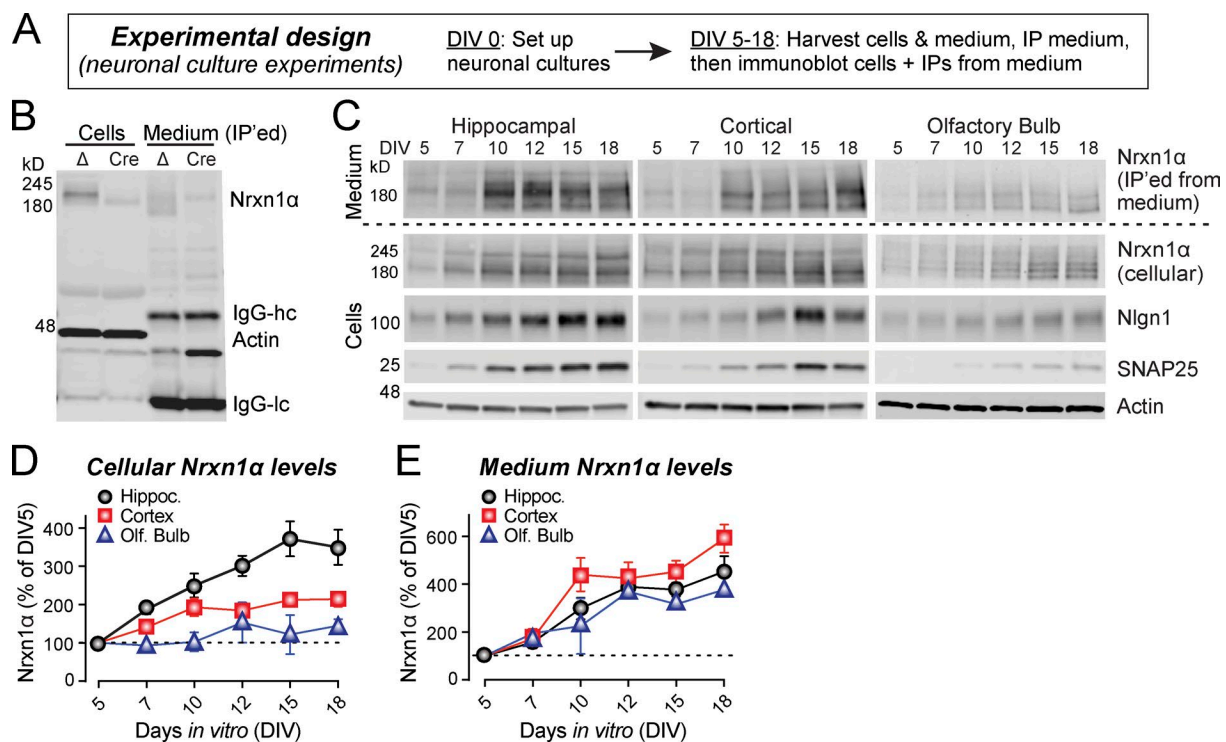 A
Experimental design
(neuronal culture experiments)
DIV 0: Set up
neuronal cultures
DIV 5-18: Harvest cells & medium, IP medium,
then immunoblot cells + IPs from medium
B
Cells Medium (IP'ed)
kD Δ Cre Δ Cre
245
180
48
Nrxn1α
IgG-hc
Actin
IgG-lc
C
Hippocampal Cortical Olfactory Bulb
DIV 5 7 10 12 15 18 5 7 10 12 15 18 5 7 10 12 15 18
kD
Medium
180
Nrxn1α
(IP'ed from
medium)
Cells
245
180
Nrxn1α
(cellular)
100
Nlgn1
25
SNAP25
48
Actin
D
Cellular Nrxn1α levels
Hippoc.
Cortex
Olf. Bulb
Nrxn1α (% of DIV5)
400
300
200
100
0
5 7 10 12 15 18
Days in vitro (DIV)
E
Medium Nrxn1α levels
Hippoc.
Cortex
Olf. Bulb
Nrxn1α (% of DIV5)
600
400
200
0
5 7 10 12 15 18
Days in vitro (DIV)